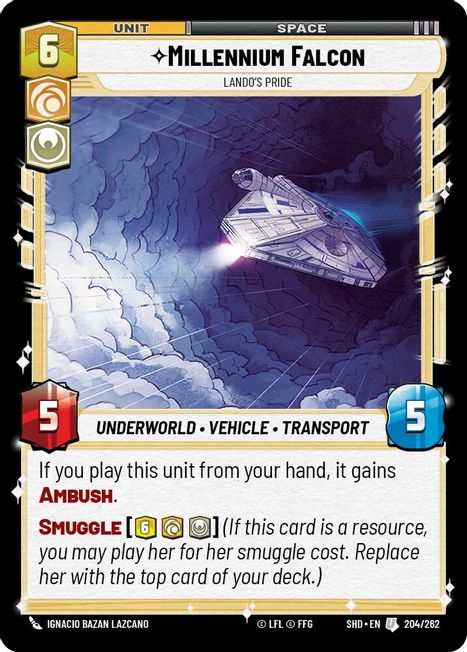 UNIT SPACE
6
✧MILLENNIUM FALCON
LANDO'S PRIDE
5 5
UNDERWORLD • VEHICLE • TRANSPORT
If you play this unit from your hand, it gains
AMBUSH.
SMUGGLE [6] (If this card is a resource,
you may play her for her smuggle cost. Replace
her with the top card of your deck.)
IGNACIO BAZAN LAZCANO © LFL © FFG SHD • EN U 204/262